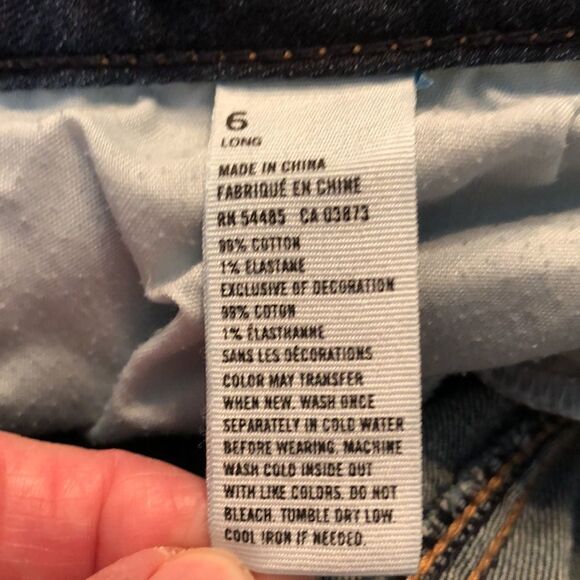 6
LONG
MADE IN CHINA
FABRIQUÉ EN CHINE
RN 54485 CA 03873
99% COTTON
1% ELASTANE
EXCLUSIVE OF DECORATION
99% COTON
1% ÉLASTHANNE
SANS LES DÉCORATIONS
COLOR MAY TRANSFER
WHEN NEW. WASH ONCE
SEPARATELY IN COLD WATER
BEFORE WEARING. MACHINE
WASH COLD INSIDE OUT
WITH LIKE COLORS. DO NOT
BLEACH. TUMBLE DRY LOW.
COOL IRON IF NEEDED.